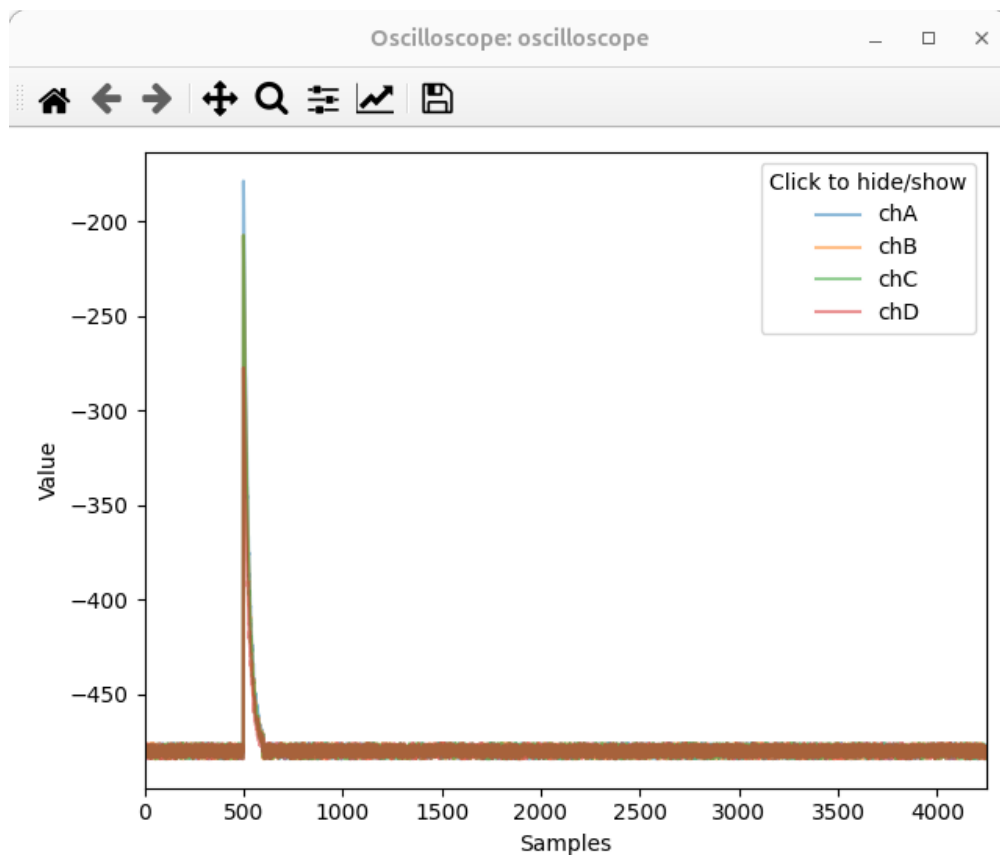 Oscilloscope: oscilloscope
Click to hide/show
chA
chB
chC
chD
−200
−250
−300
−350
−400
−450
Value
0 500 1000 1500 2000 2500 3000 3500 4000
Samples